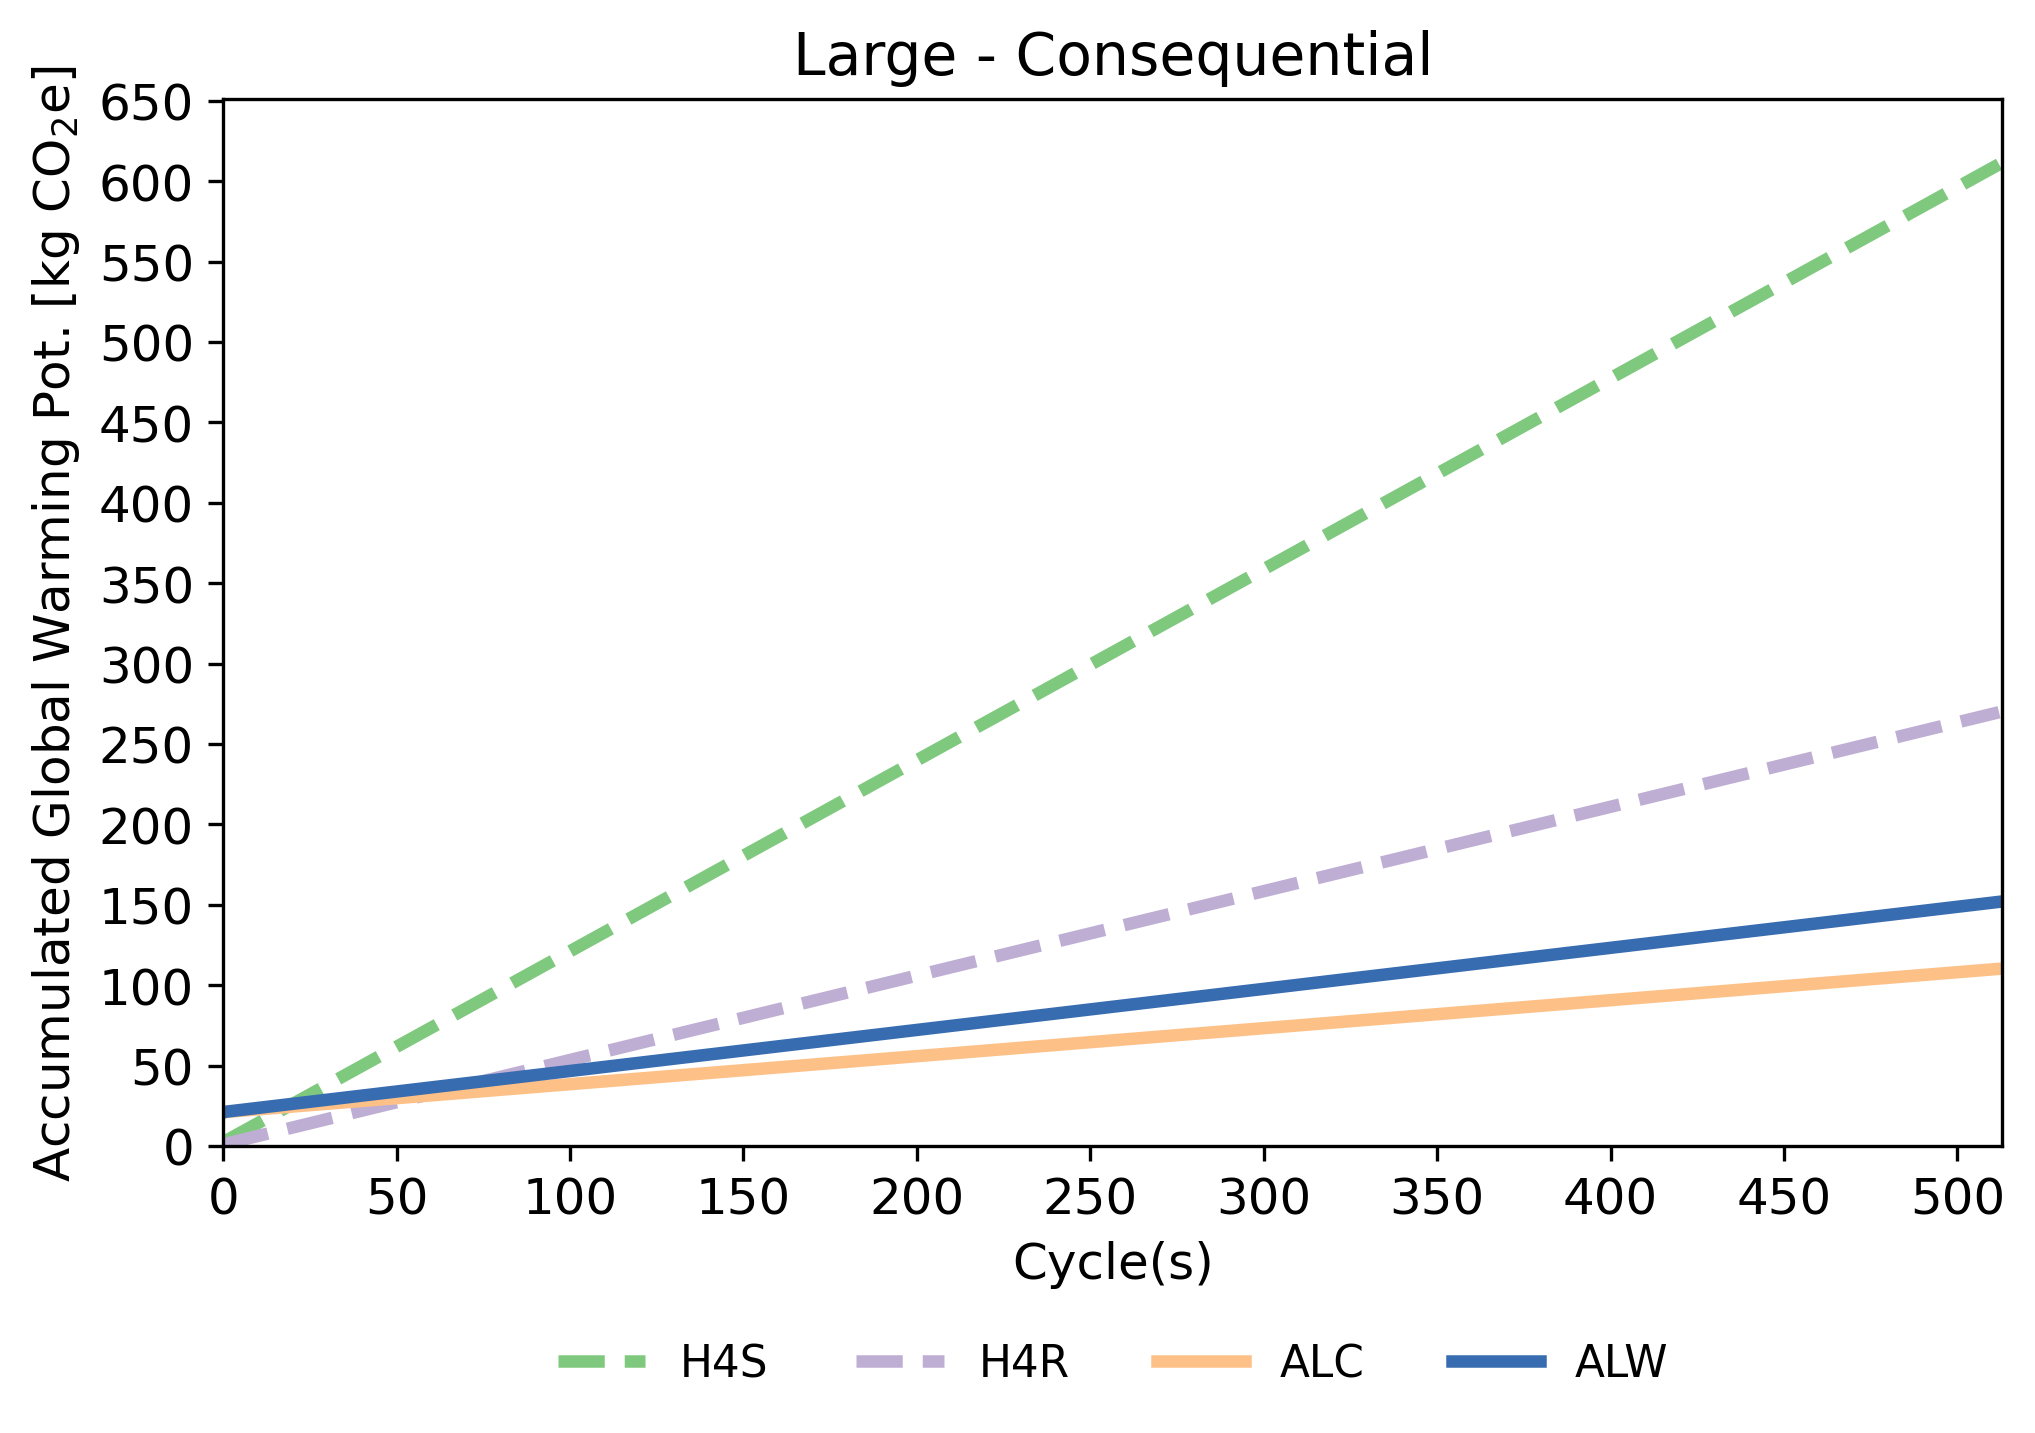 Large - Consequential
Accumulated Global Warming Pot. [kg CO₂e]
650
600
550
500
450
400
350
300
250
200
150
100
50
0
0 50 100 150 200 250 300 350 400 450 500
Cycle(s)
H4S H4R ALC ALW